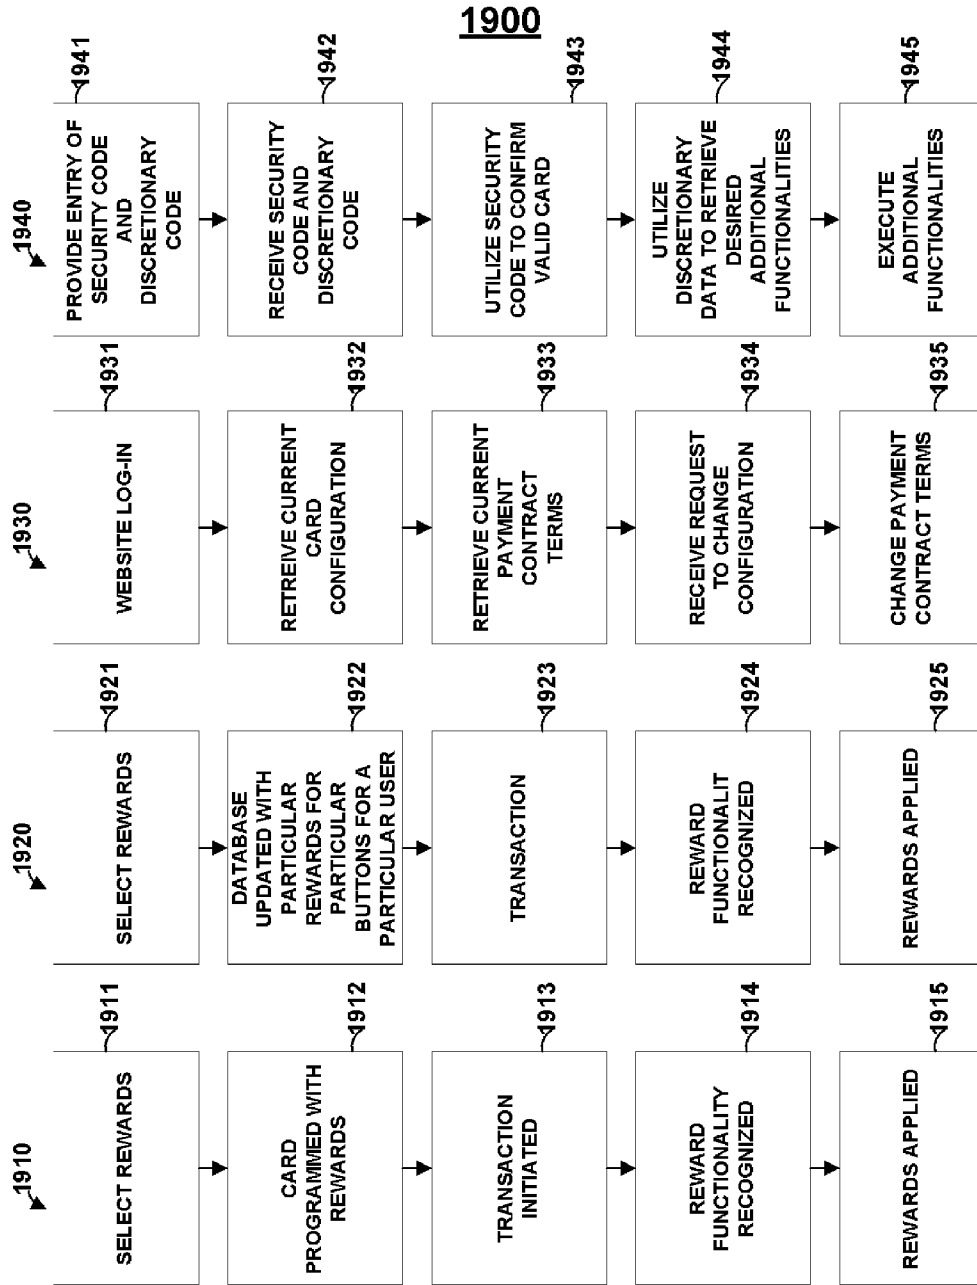 1900
1910
SELECT REWARDS
1911
CARD
PROGRAMMED WITH
REWARDS
1912
TRANSACTION
INITIATED
1913
REWARD
FUNCTIONALITY
RECOGNIZED
1914
REWARDS APPLIED
1915
1920
SELECT REWARDS
1921
DATABASE
UPDATED WITH
PARTICULAR
REWARDS FOR
PARTICULAR
BUTTONS FOR A
PARTICULAR USER
1922
TRANSACTION
1923
REWARD
FUNCTIONALIT
RECOGNIZED
1924
REWARDS APPLIED
1925
1930
WEBSITE LOG-IN
1931
RETREIVE CURRENT
CARD
CONFIGURATION
1932
RETRIEVE CURRENT
PAYMENT
CONTRACT
TERMS
1933
RECEIVE REQUEST
TO CHANGE
CONFIGURATION
1934
CHANGE PAYMENT
CONTRACT TERMS
1935
1940
PROVIDE ENTRY OF
SECURITY CODE
AND
DISCRETIONARY
CODE
1941
RECEIVE SECURITY
CODE AND
DISCRETIONARY
CODE
1942
UTILIZE SECURITY
CODE TO CONFIRM
VALID CARD
1943
UTILIZE
DISCRETIONARY
DATA TO RETRIEVE
DESIRED
ADDITIONAL
FUNCTIONALITIES
1944
EXECUTE
ADDITIONAL
FUNCTIONALITIES
1945